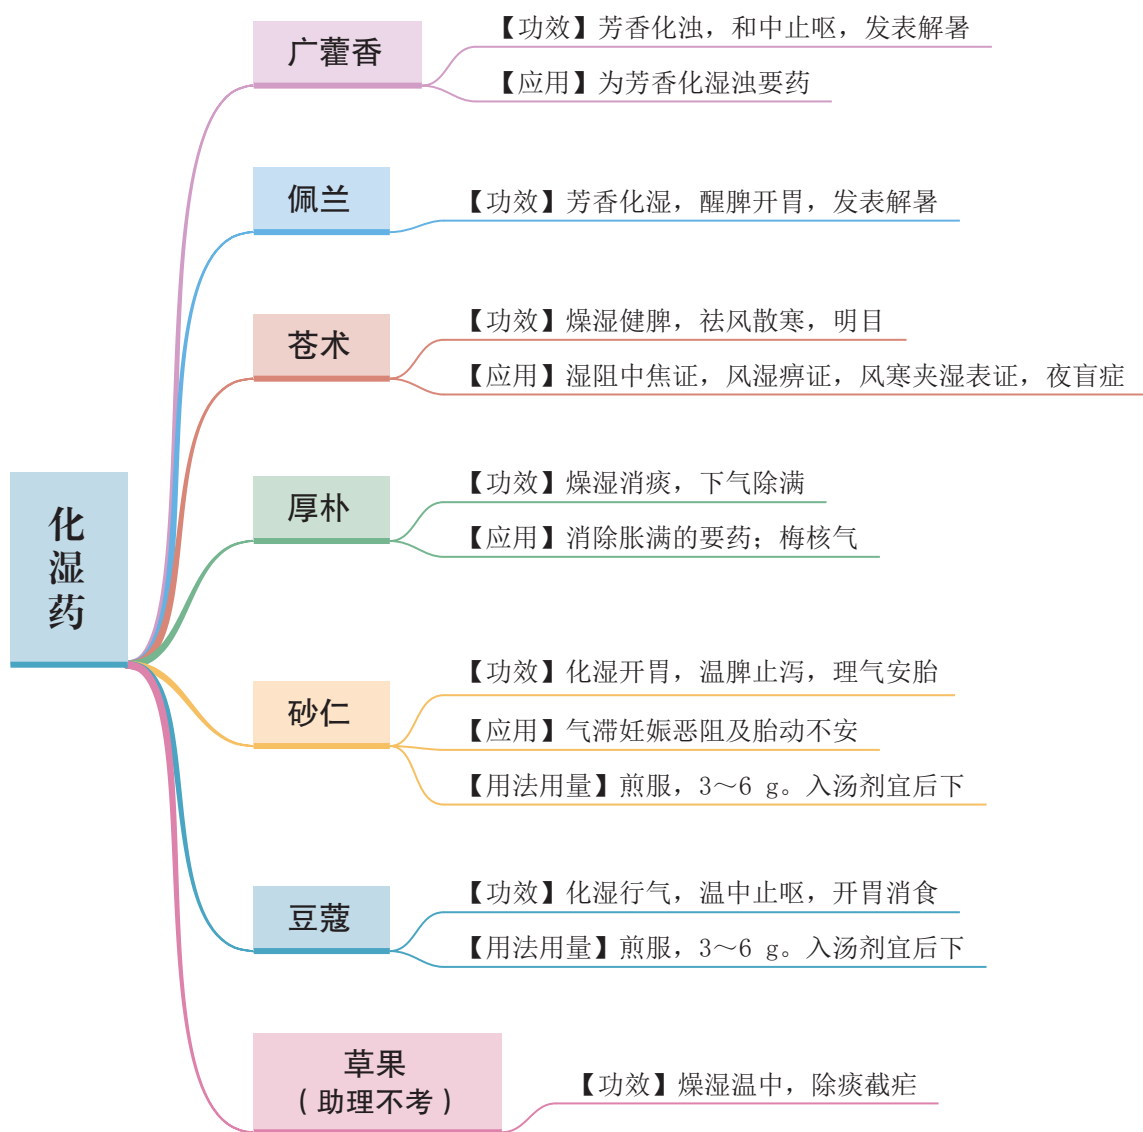 化湿药
广藿香
【功效】芳香化浊，和中止呕，发表解暑
【应用】为芳香化湿浊要药
佩兰
【功效】芳香化湿，醒脾开胃，发表解暑
苍术
【功效】燥湿健脾，祛风散寒，明目
【应用】湿阻中焦证，风湿痹证，风寒夹湿表证，夜盲症
厚朴
【功效】燥湿消痰，下气除满
【应用】消除胀满的要药；梅核气
砂仁
【功效】化湿开胃，温脾止泻，理气安胎
【应用】气滞妊娠恶阻及胎动不安
【用法用量】煎服，3～6 g。入汤剂宜后下
豆蔻
【功效】化湿行气，温中止呕，开胃消食
【用法用量】煎服，3～6 g。入汤剂宜后下
草果
（助理不考）
【功效】燥湿温中，除痰截疟